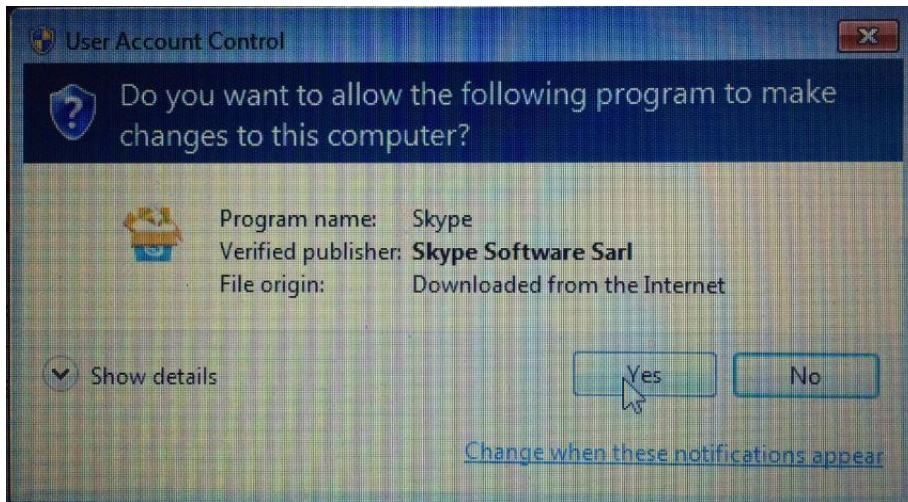 User Account Control
Do you want to allow the following program to make
changes to this computer?
Program name: Skype
Verified publisher: Skype Software Sarl
File origin: Downloaded from the Internet
Show details
Yes
No
Change when these notifications appear